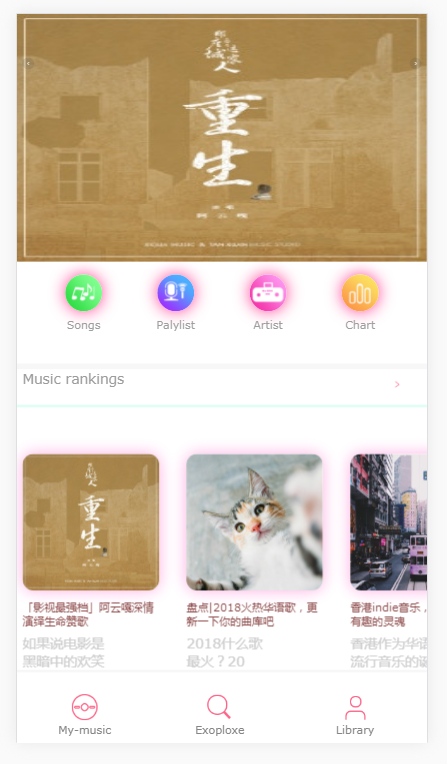 重
生
Songs
Palylist
Artist
Chart
Music rankings
重
生
「影视最强档」阿云嘎深情
演绎生命赞歌
盘点|2018火热华语歌，更
新一下你的曲库吧
香港indie音乐，
有趣的灵魂
如果说电影是
黑暗中的欢笑
2018什么歌
最火？20
香港作为华语
流行音乐的
My-music
Exoploxe
Library